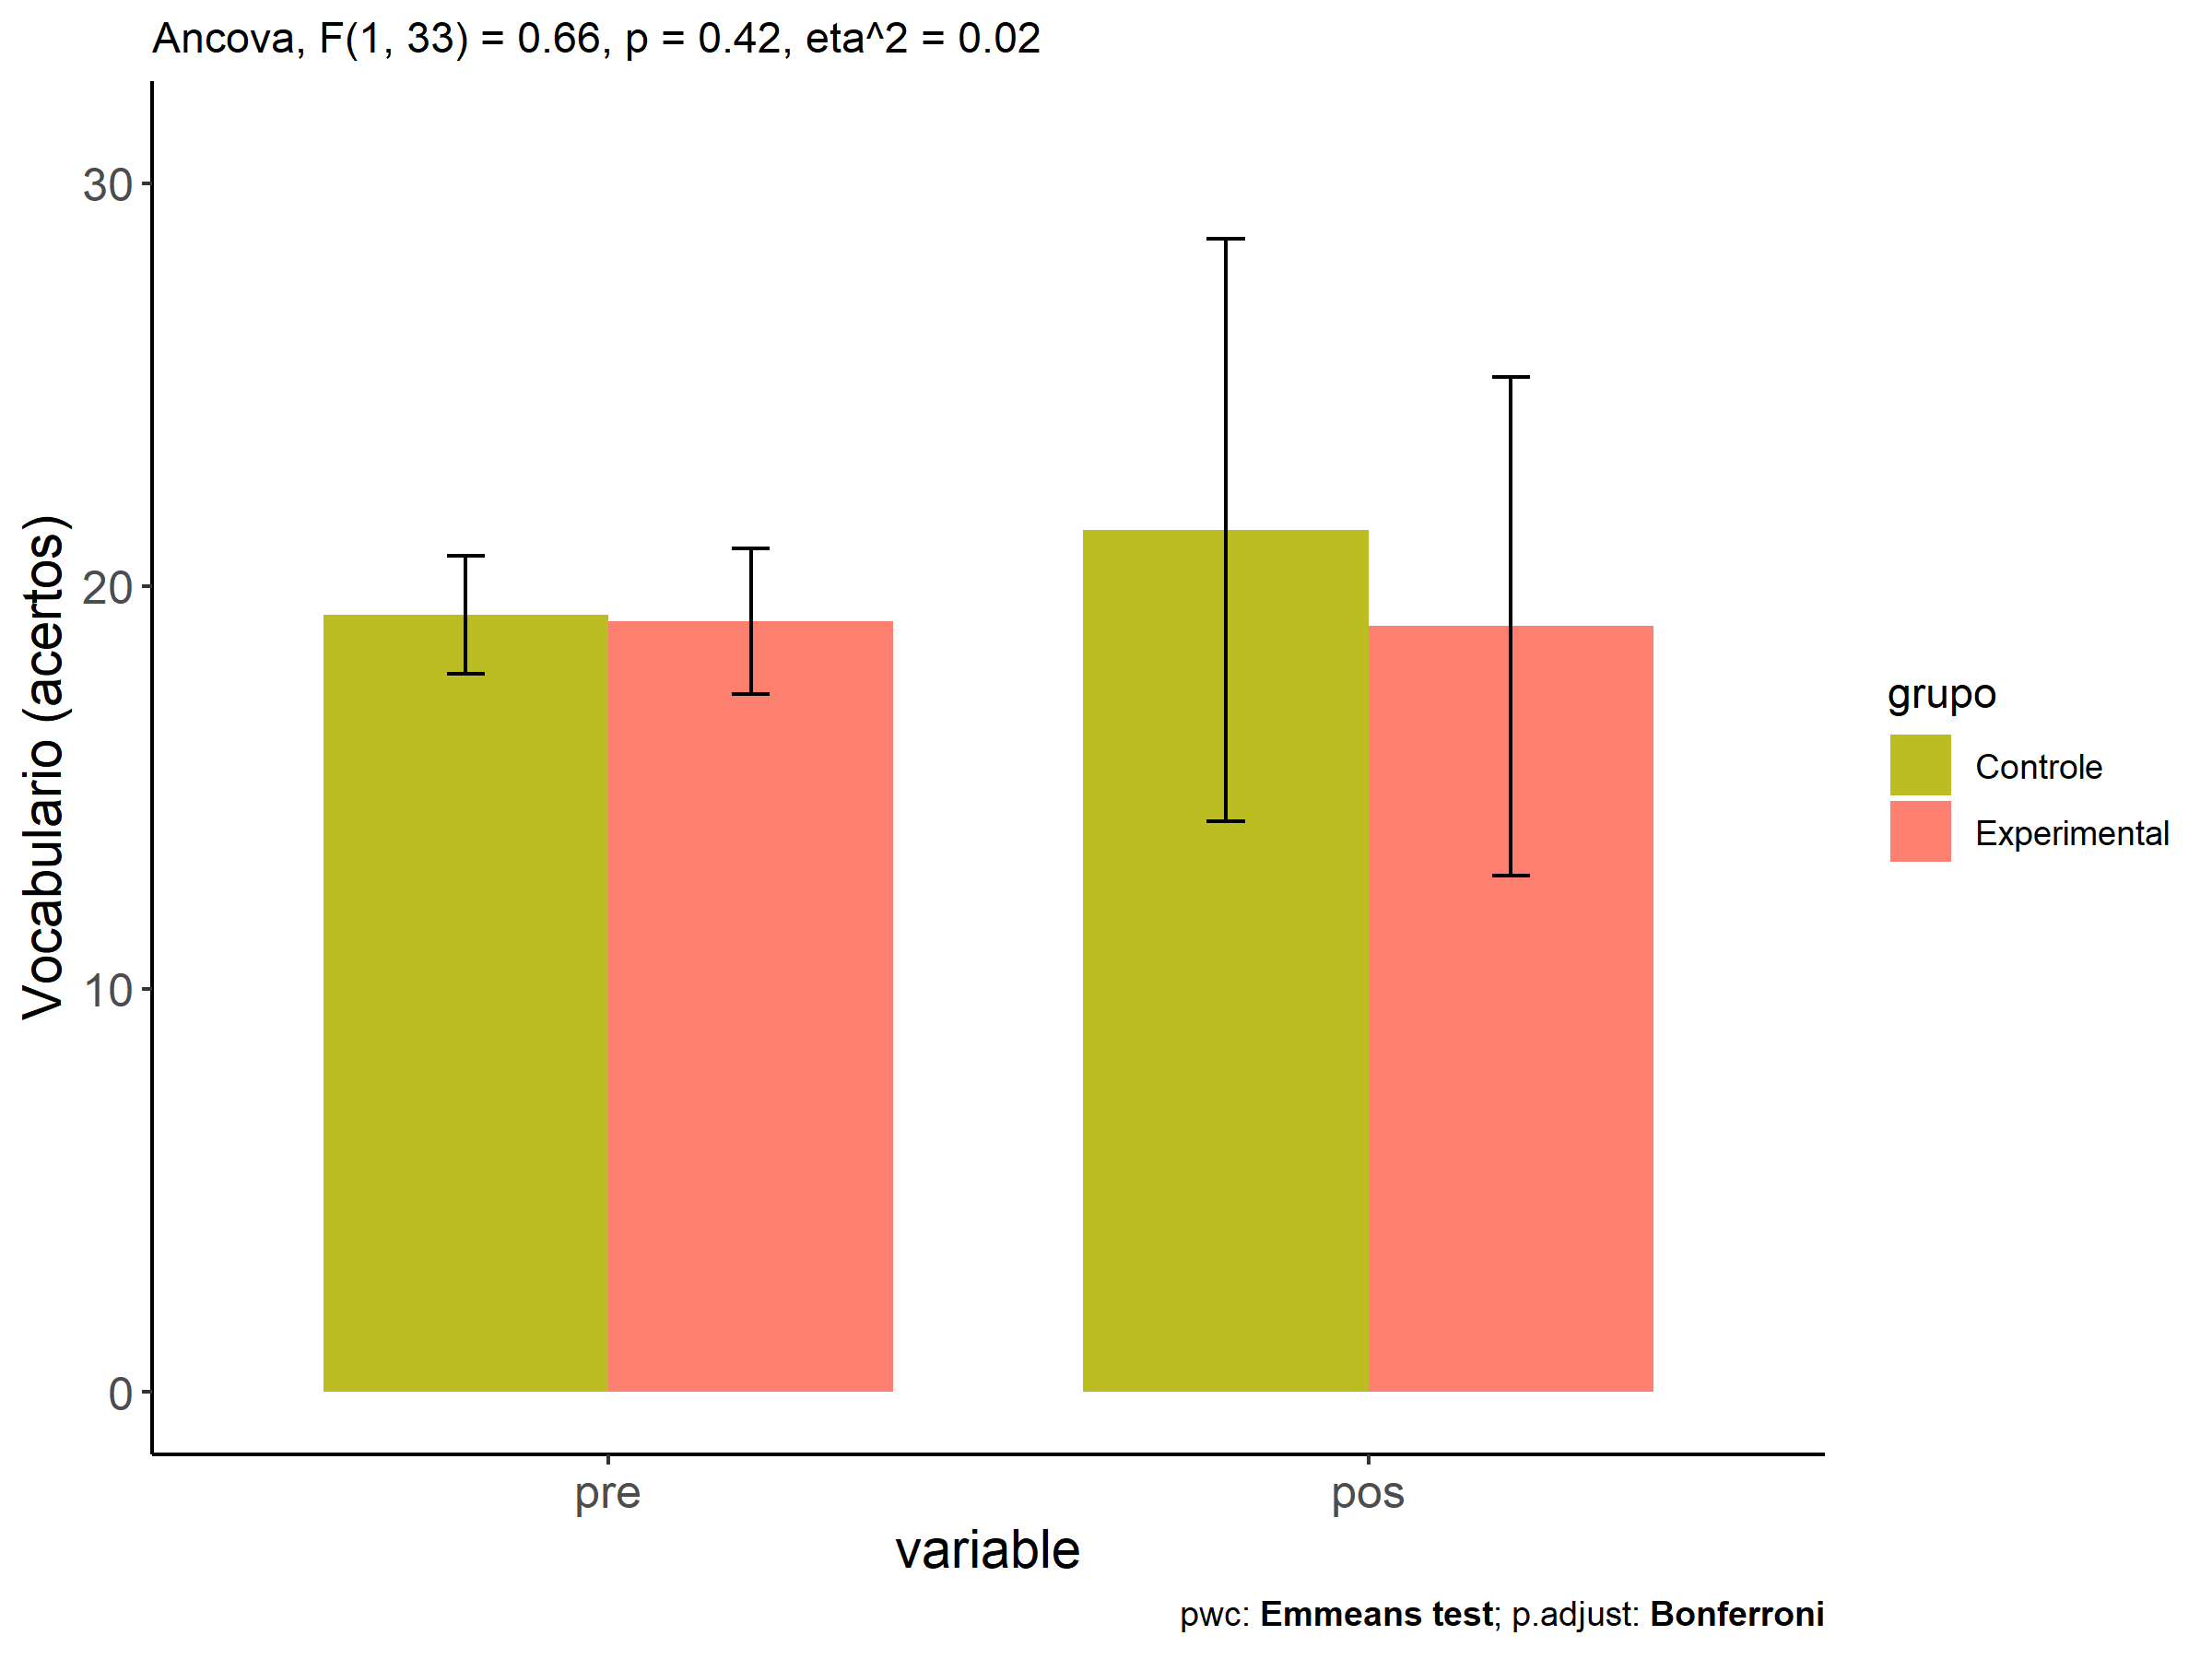 Ancova, F(1, 33) = 0.66, p = 0.42, eta^2 = 0.02
Vocabulario (acertos)
30
20
10
0
pre
pos
variable
grupo
Controle
Experimental
pwc: Emmeans test; p.adjust: Bonferroni